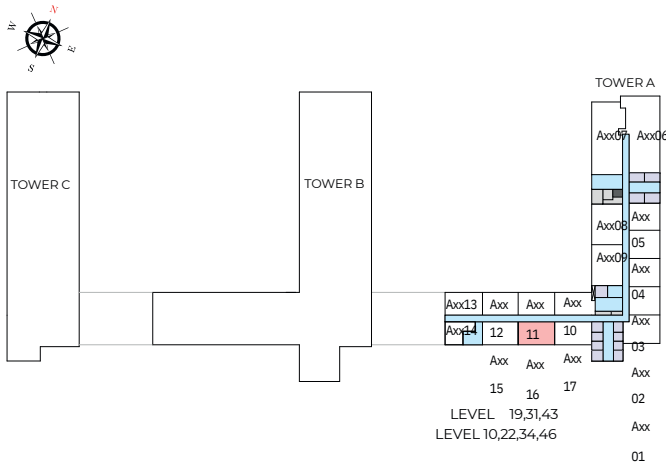 N
W
E
S
TOWER A
TOWER C
TOWER B
Axx07
Axx06
Axx
05
Axx08
Axx09
Axx
04
Axx13
Axx
12
Axx
11
Axx
10
Axx14
Axx
03
Axx
15
Axx
16
Axx
17
Axx
02
Axx
01
LEVEL 19,31,43
LEVEL 10,22,34,46